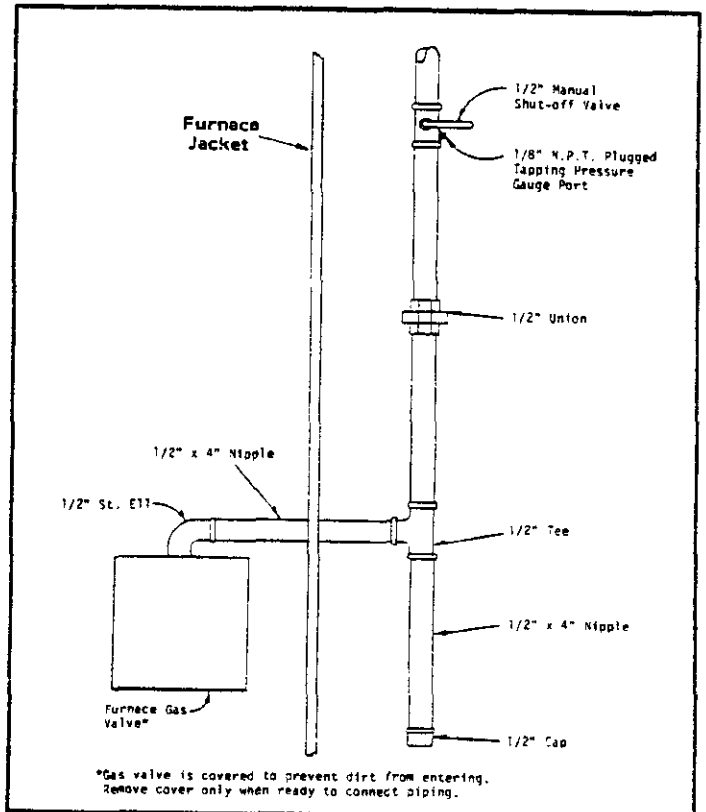 1/2" Manual
Shut-off Valve
Furnace
Jacket
1/8" N.P.T. Plugged
Tapping Pressure
Gauge Port
1/2" Union
1/2" x 4" Nipple
1/2" St. Ell
1/2" Tee
1/2" x 4" Nipple
Furnace Gas
Valve*
1/2" Cap
*Gas valve is covered to prevent dirt from entering.
Remove cover only when ready to connect piping.